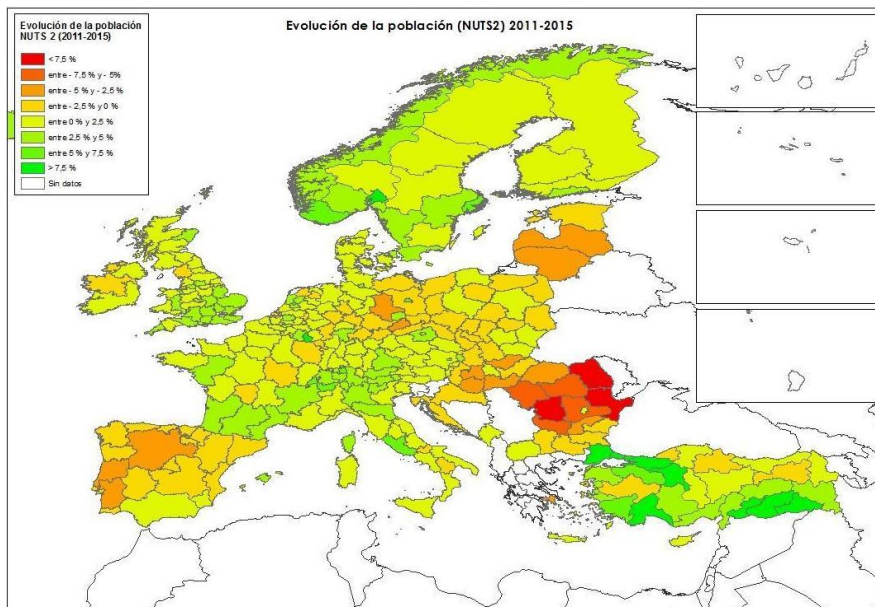 Evolución de la población (NUTS2) 2011-2015
Evolución de la población
NUTS 2 (2011-2015)
< 7,5 %
entre - 7,5 % y - 5%
entre - 5 % y - 2,5 %
entre - 2,5 % y 0 %
entre 0 % y 2,5 %
entre 2,5 % y 5 %
entre 5 % y 7,5 %
> 7,5 %
Sin datos